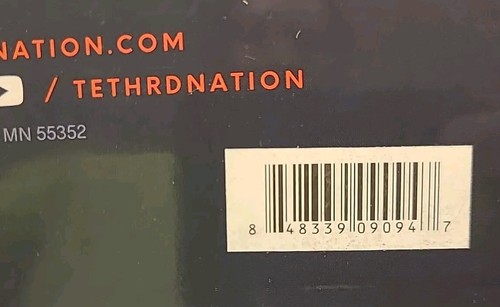 NATION.COM
/ TETHRDNATION
MN 55352
8 48339 09094 7